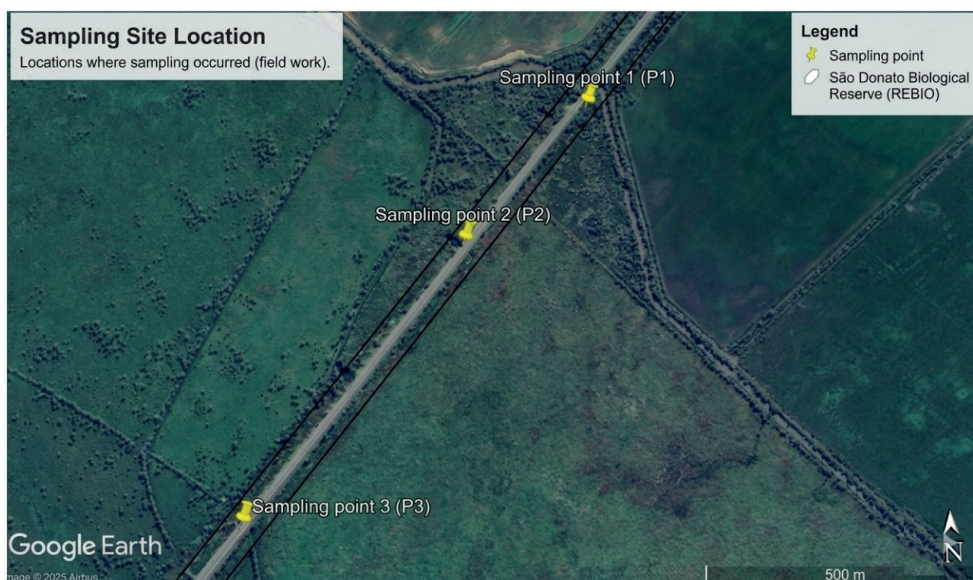 Sampling Site Location
Locations where sampling occurred (field work).
Legend
Sampling point
São Donato Biological
Reserve (REBIO)
Sampling point 1 (P1)
Sampling point 2 (P2)
Sampling point 3 (P3)
Google Earth
mage © 2025 Airbus
500 m
N